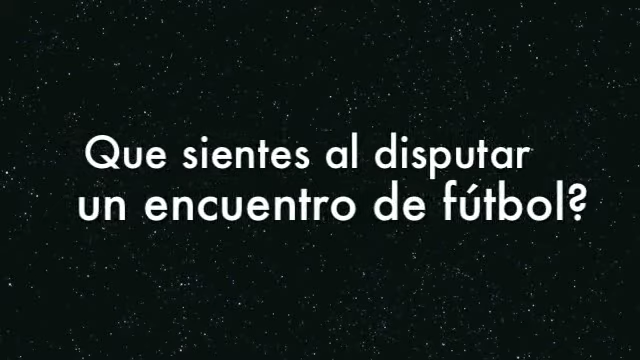 Que sientes al disputar
un encuentro de fútbol?